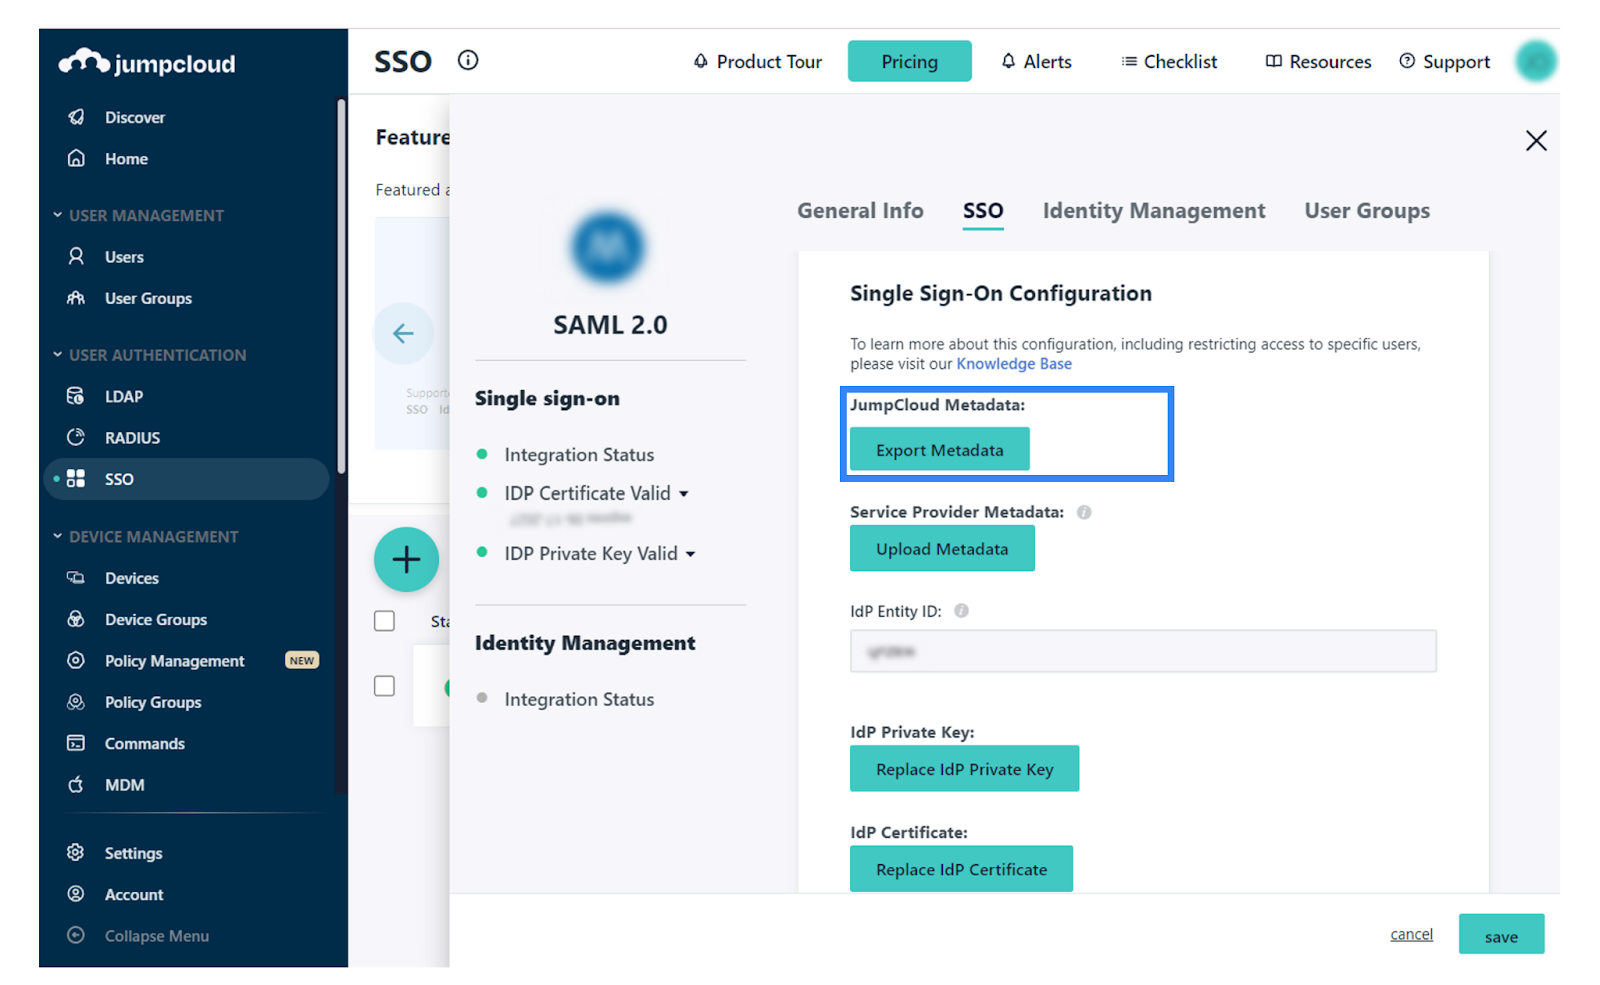 jumpcloud
Discover
Home
USER MANAGEMENT
Users
User Groups
USER AUTHENTICATION
LDAP
RADIUS
SSO
DEVICE MANAGEMENT
Devices
Device Groups
Policy Management NEW
Policy Groups
Commands
MDM
Settings
Account
Collapse Menu
SSO
Product Tour
Pricing
Alerts
Checklist
Resources
Support
Feature
Featured a
Support
SSO Id
Sta
SAML 2.0
Single sign-on
Integration Status
IDP Certificate Valid
IDP Private Key Valid
Identity Management
Integration Status
General Info
SSO
Identity Management
User Groups
Single Sign-On Configuration
To learn more about this configuration, including restricting access to specific users,
please visit our Knowledge Base
JumpCloud Metadata:
Export Metadata
Service Provider Metadata:
Upload Metadata
IdP Entity ID:
IdP Private Key:
Replace IdP Private Key
IdP Certificate:
Replace IdP Certificate
cancel
save